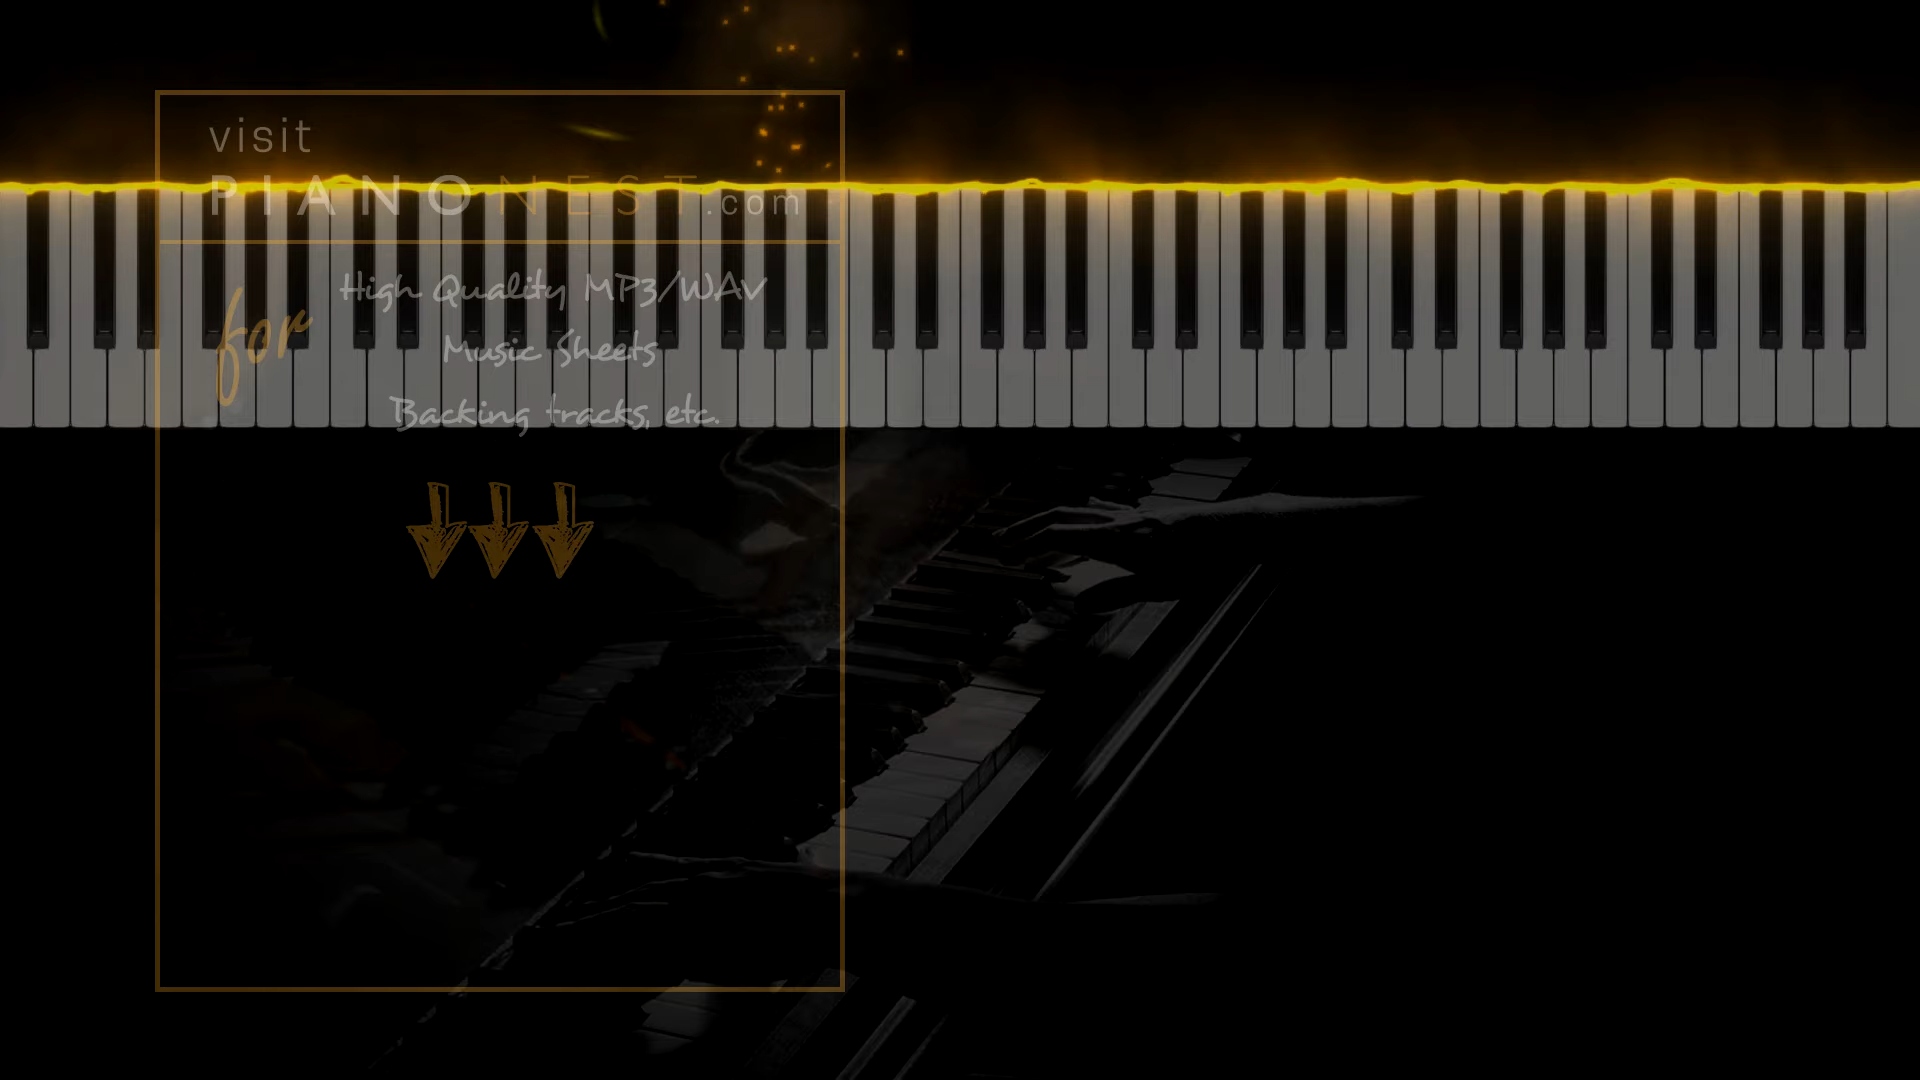 visit
PIANONEST.com
for
High Quality MP3/WAV
Music Sheets
Backing tracks, etc.